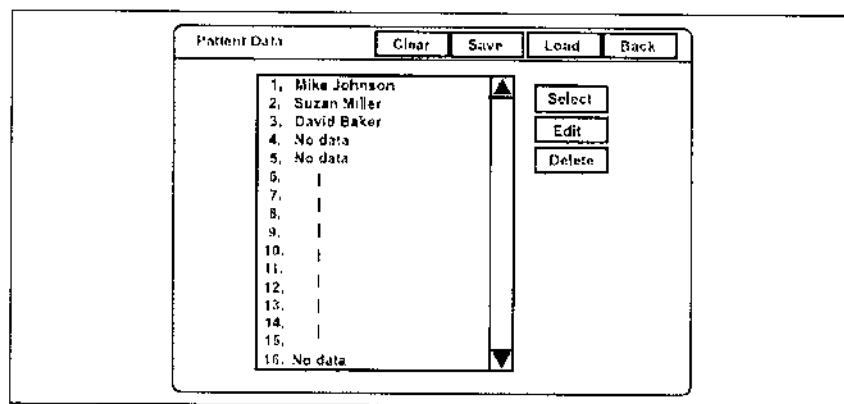 Patient Data Clear Save Load Back
1, Mike Johnson
2, Suzan Miller
3, David Baker
4, No data
5, No data
6,
7,
8,
9,
10,
11,
12,
13,
14,
15,
16. No data
Select
Edit
Delete